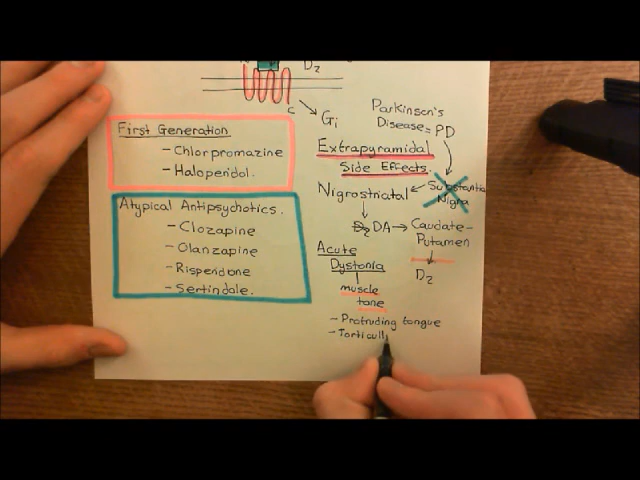 D₂
C
Gi
First Generation
- Chlorpromazine
- Haloperidol.
Atypical Antipsychotics.
- Clozapine
- Olanzapine
- Risperidone
- Sertindole.
Parkinson's
Disease = PD
Extrapyramidal
Side Effects.
Nigrostriatal
Substantia
Nigra
DA → Caudate-
Putamen
D₂
Acute
Dystonia
muscle
tone
- Protruding tongue
- Torticull